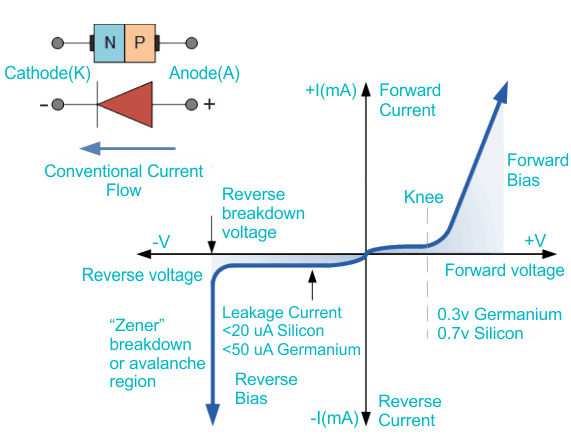 N P
Cathode(K)
Anode(A)
- +
Conventional Current
Flow
+I(mA)
Forward
Current
Forward
Bias
Knee
Reverse
breakdown
voltage
-V
+V
Reverse voltage
Forward voltage
Leakage Current
<20 uA Silicon
<50 uA Germanium
0.3v Germanium
0.7v Silicon
“Zener”
breakdown
or avalanche
region
Reverse
Bias
-I(mA)
Reverse
Current